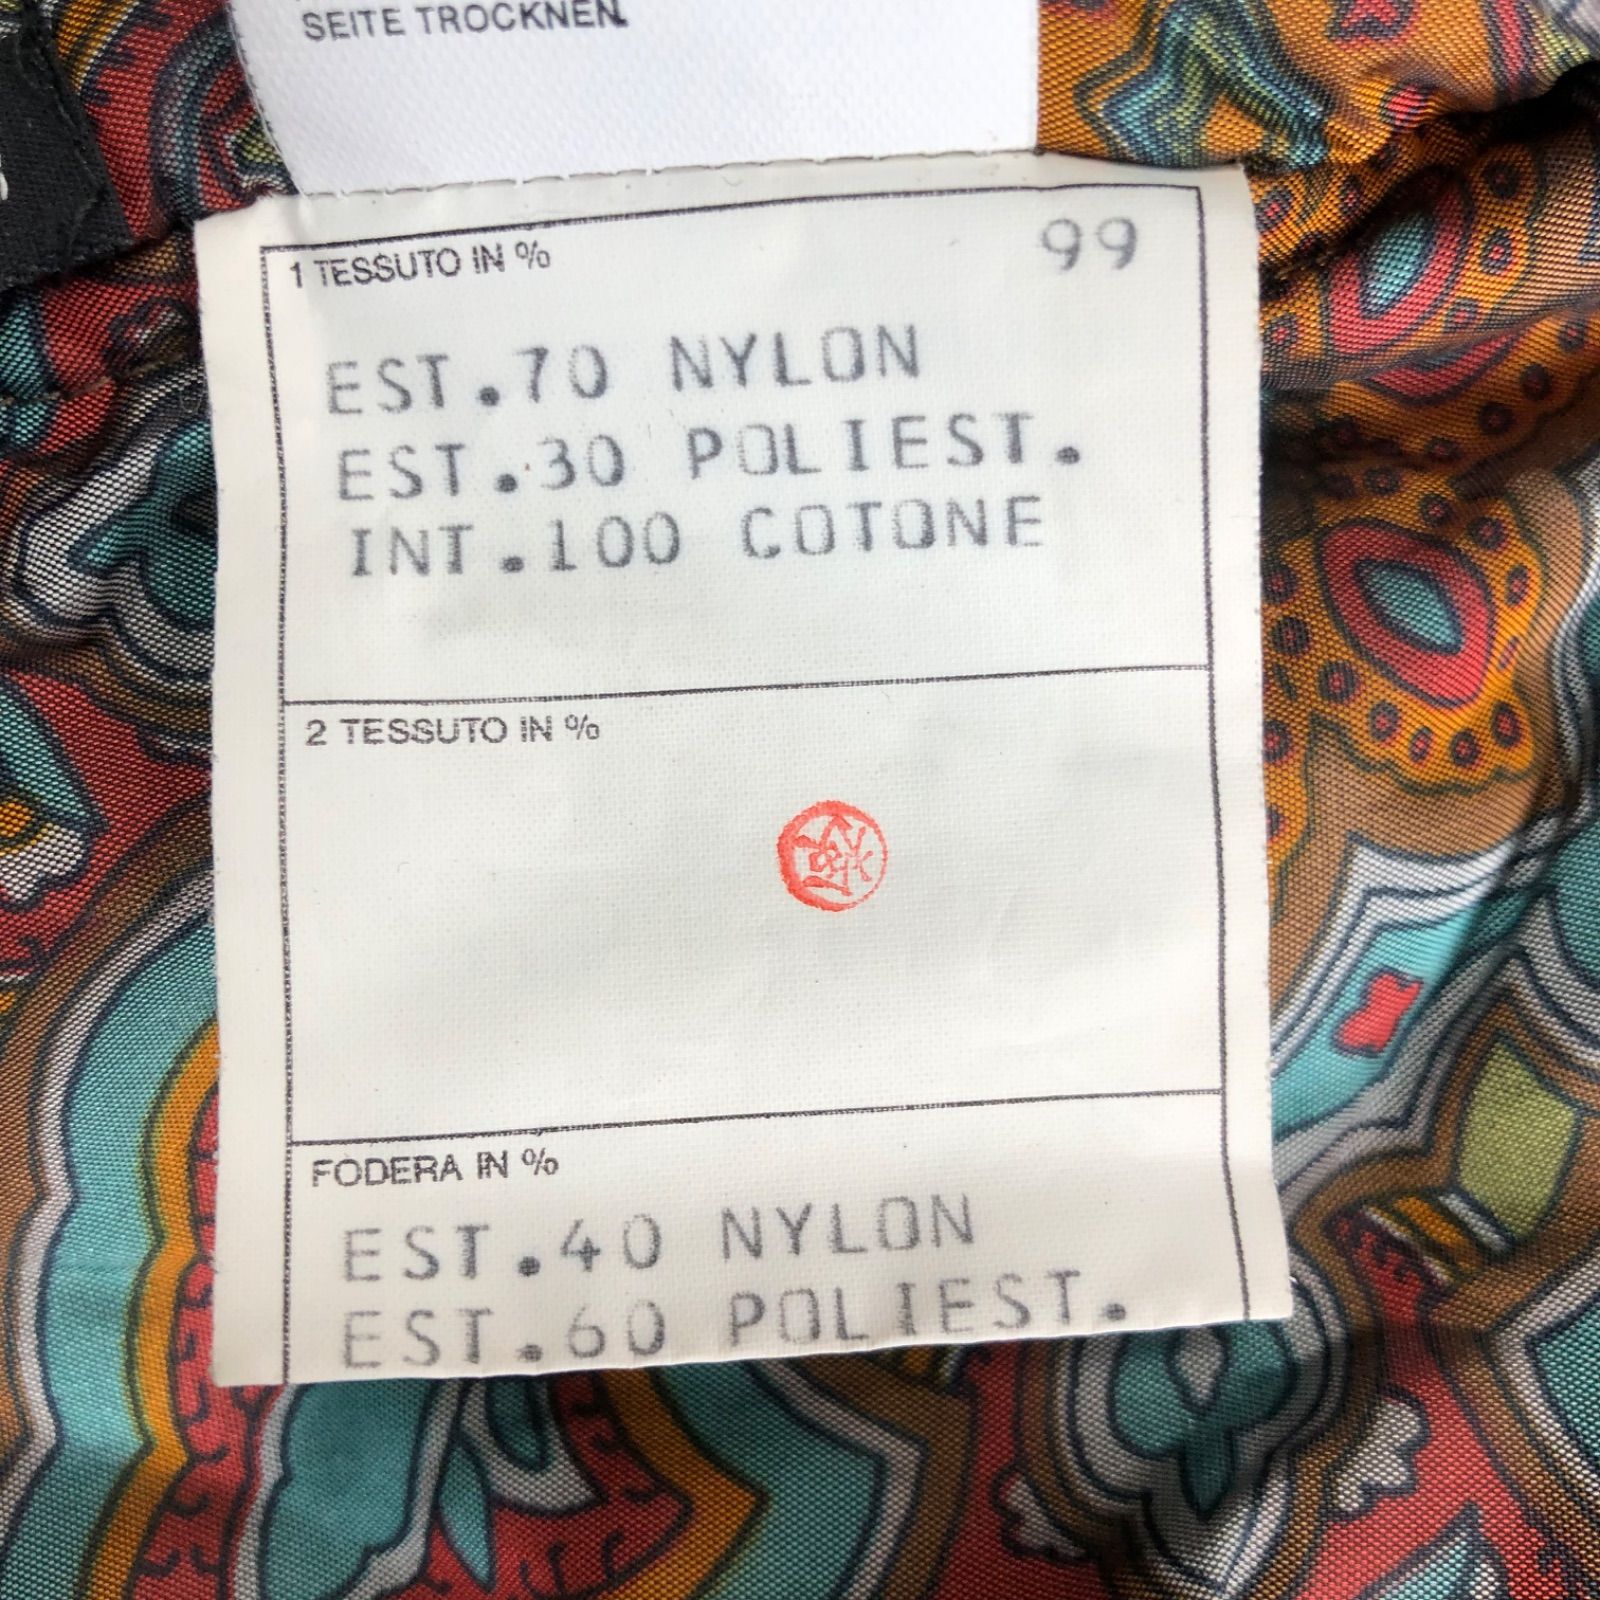 SEITE TROCKNEN.
1 TESSUTO IN %
99
EST.70 NYLON
EST.30 POLIEST.
INT.100 COTONE
2 TESSUTO IN %
FODERA IN %
EST.40 NYLON
EST.60 POLIEST.